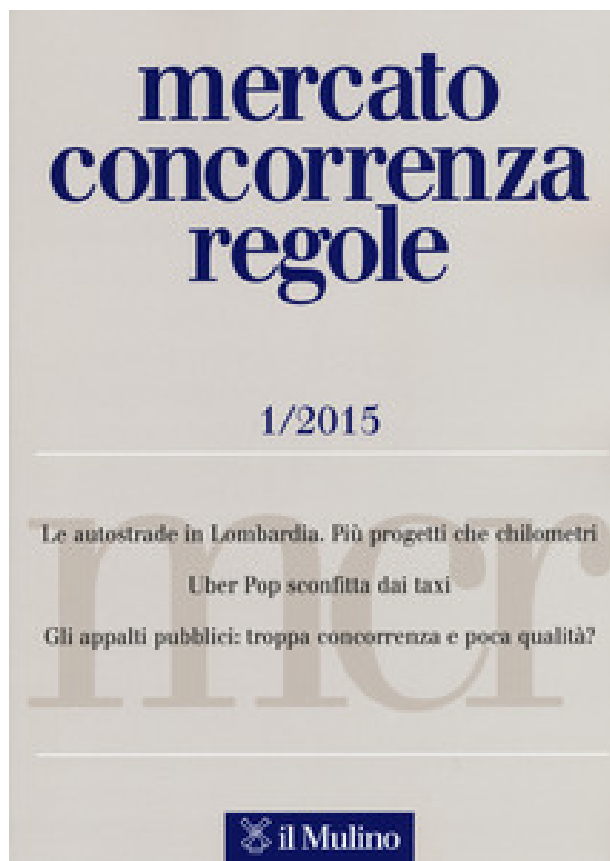 mercato
concorrenza
regole
1/2015
mcr
Le autostrade in Lombardia. Più progetti che chilometri
Uber Pop sconfitta dai taxi
Gli appalti pubblici: troppa concorrenza e poca qualità?
il Mulino